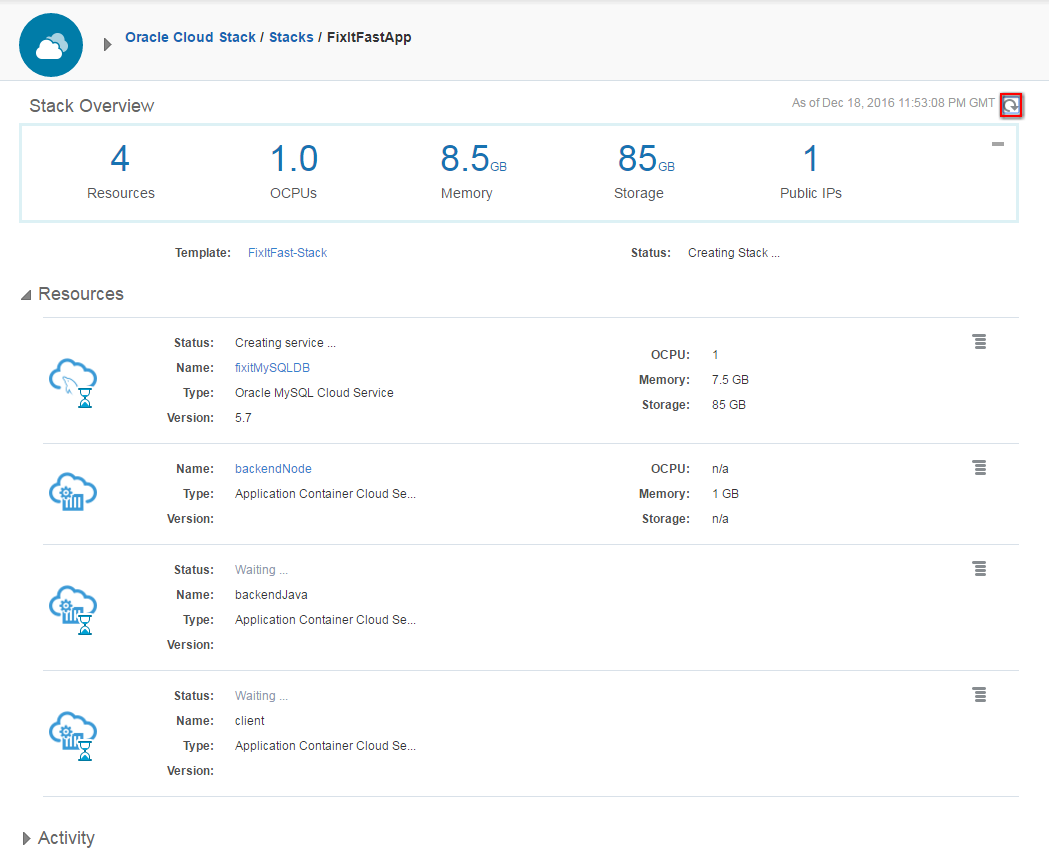 Oracle Cloud Stack / Stacks / FixItFastApp
Stack Overview
As of Dec 18, 2016 11:53:08 PM GMT
4 1.0 8.5GB 85GB 1
Resources OCPUs Memory Storage Public IPs
Template: FixItFast-Stack Status: Creating Stack ...
Resources
Status: Creating service ...
Name: fixitMySQLDB
Type: Oracle MySQL Cloud Service
Version: 5.7
OCPU: 1
Memory: 7.5 GB
Storage: 85 GB
Name: backendNode
Type: Application Container Cloud Se...
Version:
OCPU: n/a
Memory: 1 GB
Storage: n/a
Status: Waiting ...
Name: backendJava
Type: Application Container Cloud Se...
Version:
Status: Waiting ...
Name: client
Type: Application Container Cloud Se...
Version:
Activity